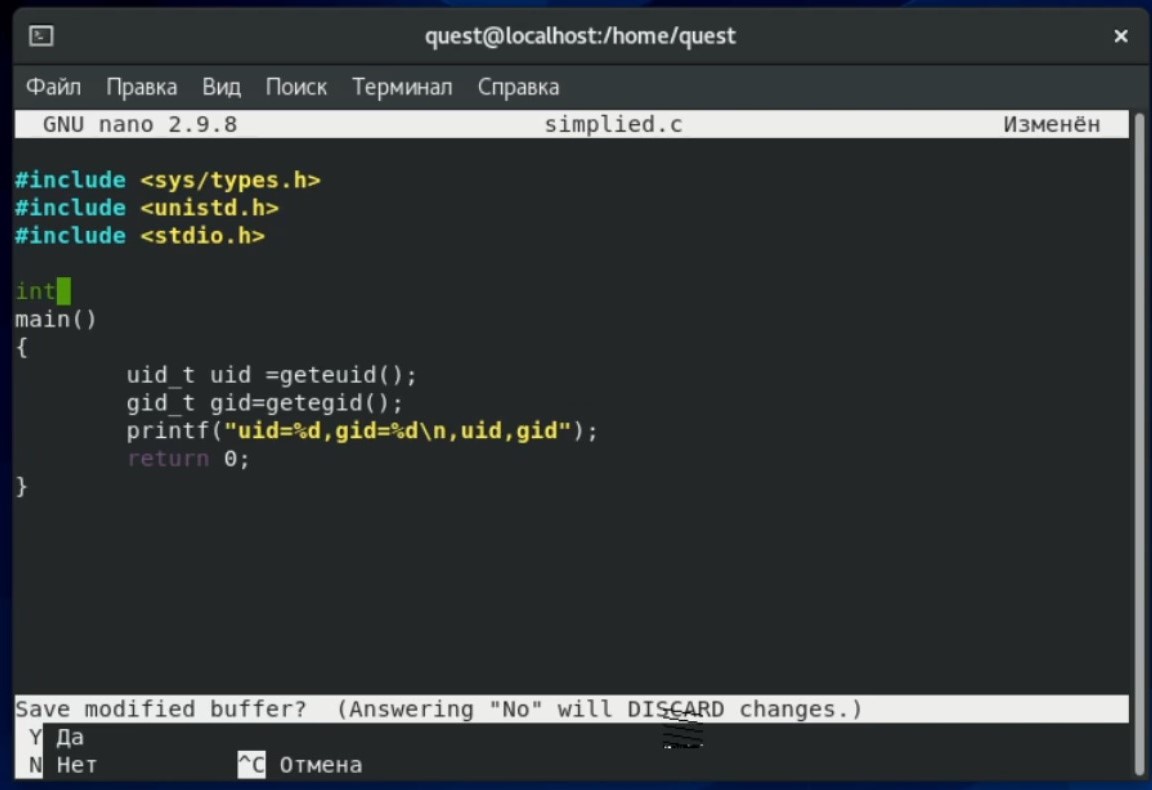 quest@localhost:/home/quest ×
Файл Правка Вид Поиск Терминал Справка
GNU nano 2.9.8 simplied.c Изменён
#include <sys/types.h>
#include <unistd.h>
#include <stdio.h>
int
main()
{
uid_t uid =geteuid();
gid_t gid=getegid();
printf("uid=%d,gid=%d\n,uid,gid");
return 0;
}
Save modified buffer? (Answering "No" will DISCARD changes.)
Y Да
N Нет ^C Отмена